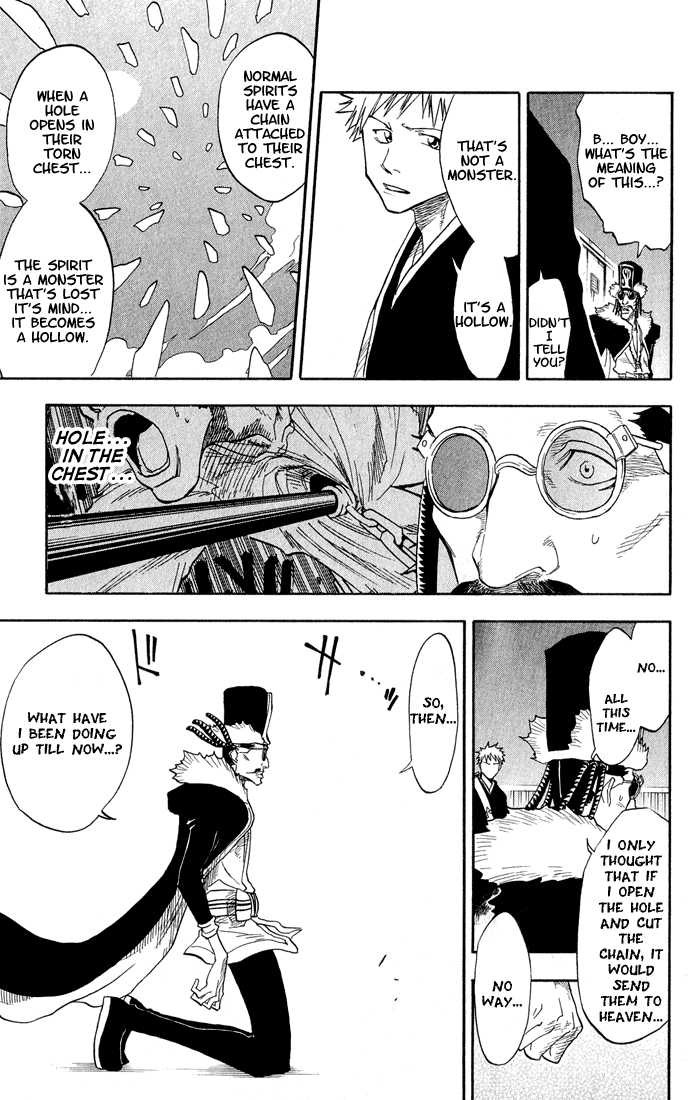 B... BOY...
WHAT'S THE
MEANING
OF THIS...?
DIDN'T
I
TELL
YOU?
THAT'S
NOT A
MONSTER.
IT'S A
HOLLOW.
NORMAL
SPIRITS
HAVE A
CHAIN
ATTACHED
TO THEIR
CHEST.
WHEN A
HOLE
OPENS IN
THEIR
TORN
CHEST...
THE SPIRIT
IS A MONSTER
THAT'S LOST
IT'S MIND...
IT BECOMES
A HOLLOW.
HOLE...
IN THE
CHEST...
NO...
ALL
THIS
TIME...
I ONLY
THOUGHT
THAT IF
I OPEN
THE HOLE
AND CUT
THE
CHAIN, IT
WOULD
SEND
THEM TO
HEAVEN...
NO
WAY...
SO,
THEN...
WHAT HAVE
I BEEN DOING
UP TILL NOW...?